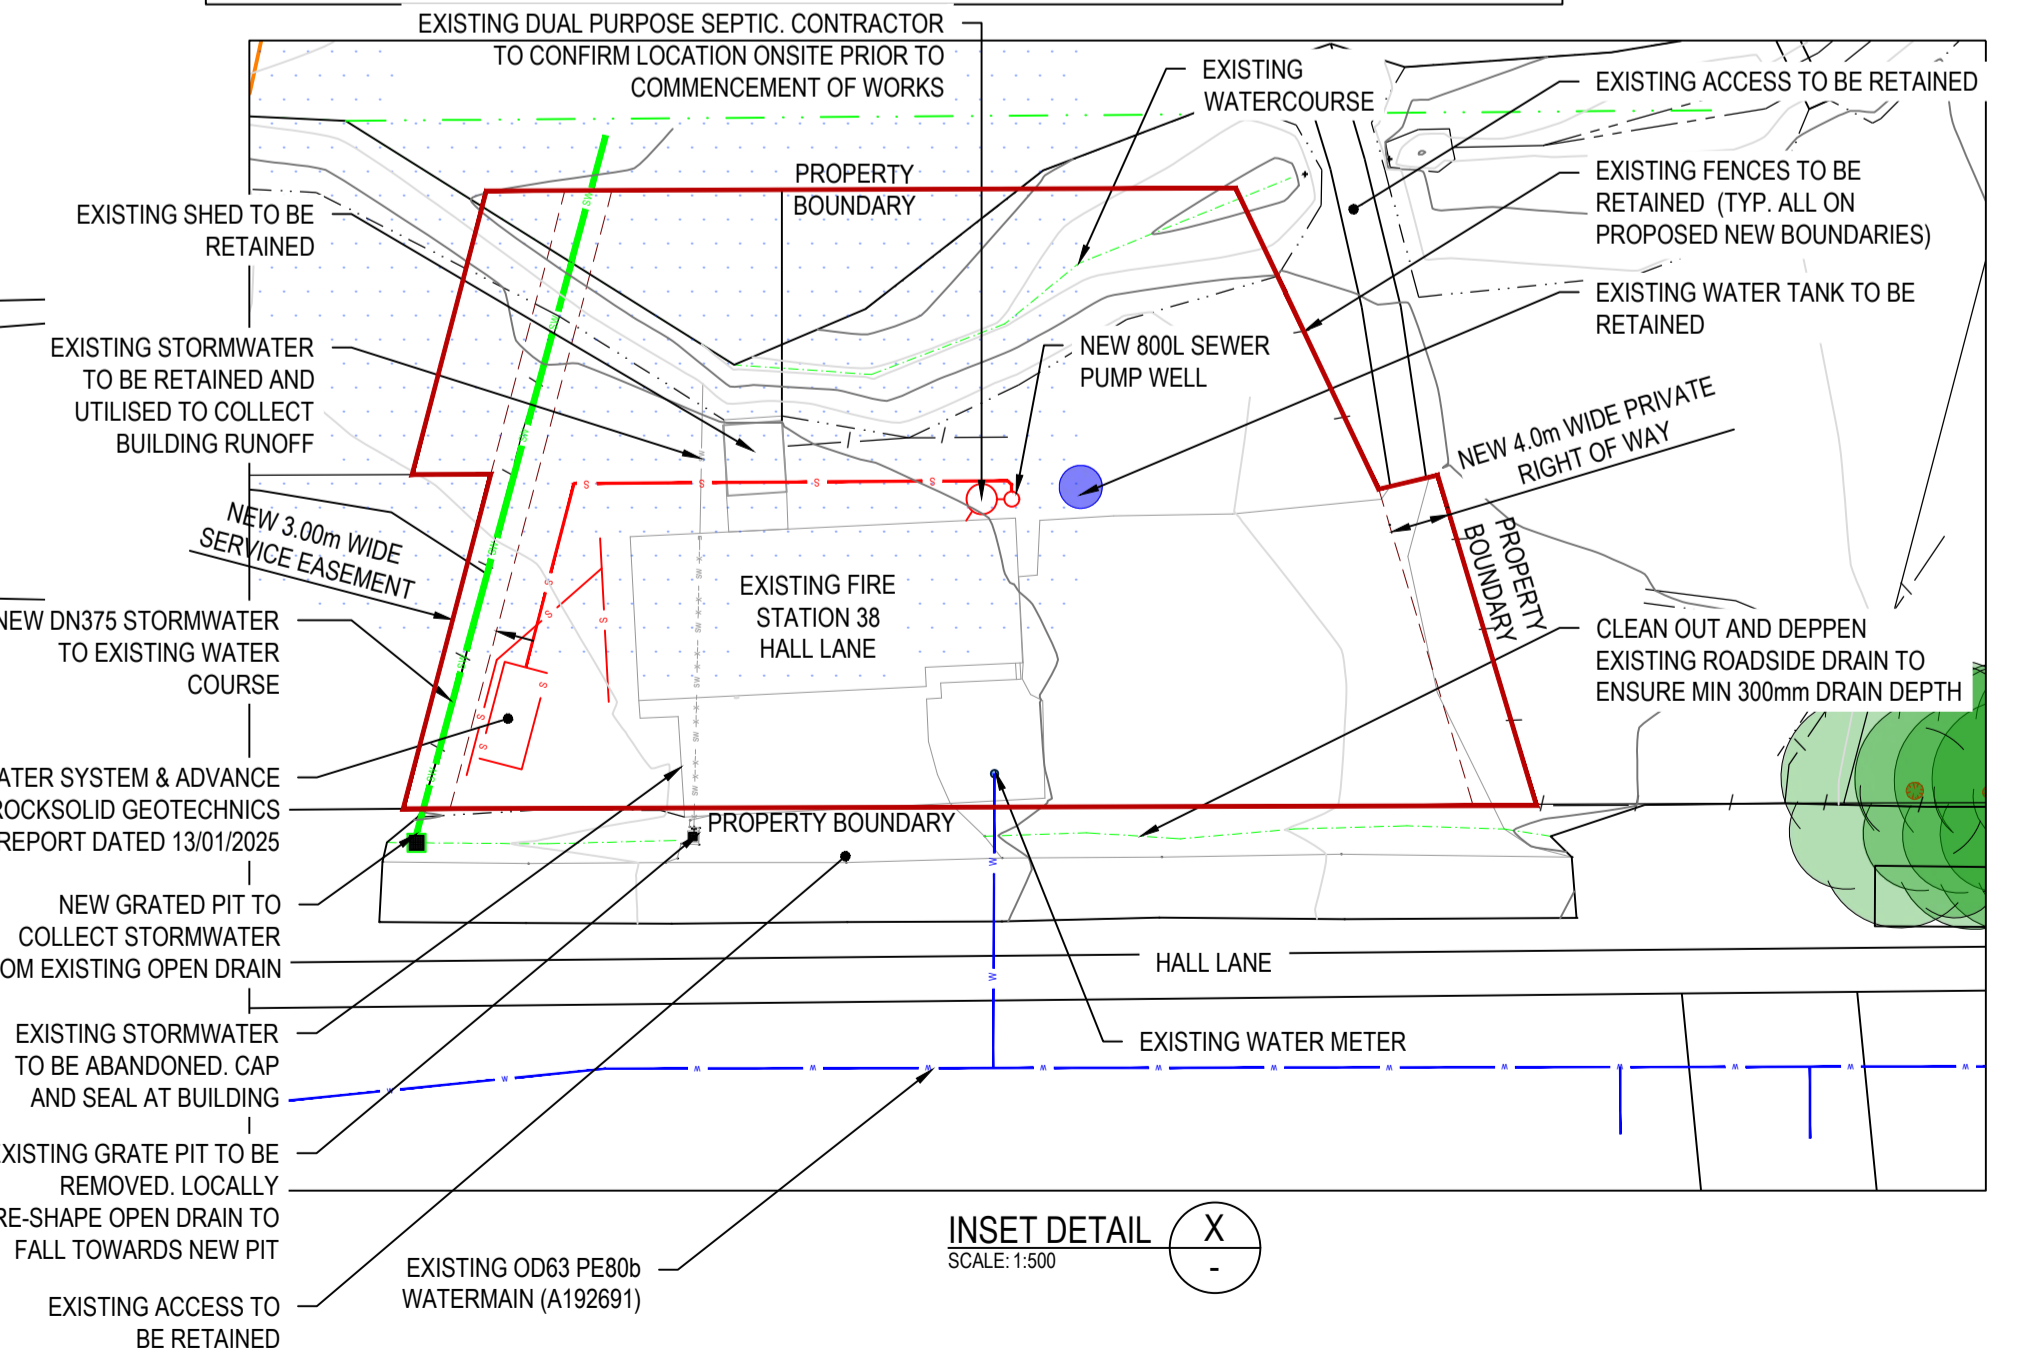 EXISTING DUAL PURPOSE SEPTIC. CONTRACTOR
TO CONFIRM LOCATION ONSITE PRIOR TO
COMMENCEMENT OF WORKS
EXISTING
WATERCOURSE
EXISTING ACCESS TO BE RETAINED
PROPERTY
BOUNDARY
EXISTING FENCES TO BE
RETAINED (TYP. ALL ON
PROPOSED NEW BOUNDARIES)
EXISTING SHED TO BE
RETAINED
EXISTING WATER TANK TO BE
RETAINED
EXISTING STORMWATER
TO BE RETAINED AND
UTILISED TO COLLECT
BUILDING RUNOFF
NEW 800L SEWER
PUMP WELL
NEW 4.0m WIDE PRIVATE
RIGHT OF WAY
NEW 3.00m WIDE
SERVICE EASEMENT
PROPERTY
BOUNDARY
EXISTING FIRE
STATION 38
HALL LANE
NEW DN375 STORMWATER
TO EXISTING WATER
COURSE
CLEAN OUT AND DEPPEN
EXISTING ROADSIDE DRAIN TO
ENSURE MIN 300mm DRAIN DEPTH
ATER SYSTEM & ADVANCE
ROCKSOLID GEOTECHNICS
REPORT DATED 13/01/2025
PROPERTY BOUNDARY
NEW GRATED PIT TO
COLLECT STORMWATER
OM EXISTING OPEN DRAIN
HALL LANE
EXISTING STORMWATER
TO BE ABANDONED. CAP
AND SEAL AT BUILDING
EXISTING WATER METER
EXISTING GRATE PIT TO BE
REMOVED. LOCALLY
RE-SHAPE OPEN DRAIN TO
FALL TOWARDS NEW PIT
EXISTING OD63 PE80b
WATERMAIN (A192691)
EXISTING ACCESS TO
BE RETAINED
INSET DETAIL
SCALE: 1:500
X
-